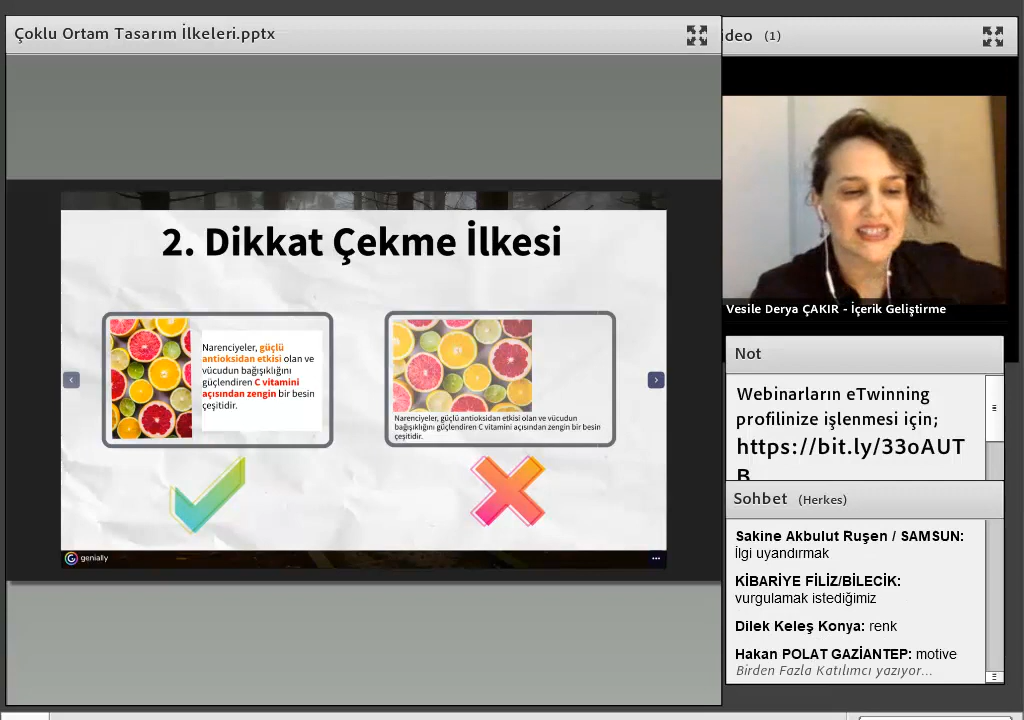 Çoklu Ortam Tasarım İlkeleri.pptx
ideo (1)
2. Dikkat Çekme İlkesi
Narenciyeler, güçlü
antioksidan etkisi olan ve
vücudun bağışıklığını
güçlendiren C vitamini
açısından zengin bir besin
çeşitidir.
Narenciyeler, güçlü antioksidan etkisi olan ve vücudun
bağışıklığını güçlendiren C vitamini açısından zengin bir besin
çeşitidir.
genially
Vesile Derya ÇAKIR - İçerik Geliştirme
Not
Webinarların eTwinning
profilinize işlenmesi için;
https://bit.ly/33oAUT
B
Sohbet (Herkes)
Sakine Akbulut Ruşen / SAMSUN:
İlgi uyandırmak
KİBARİYE FİLİZ/BİLECİK:
vurgulamak istediğimiz
Dilek Keleş Konya: renk
Hakan POLAT GAZİANTEP: motive
Birden Fazla Katılımcı yazıyor...